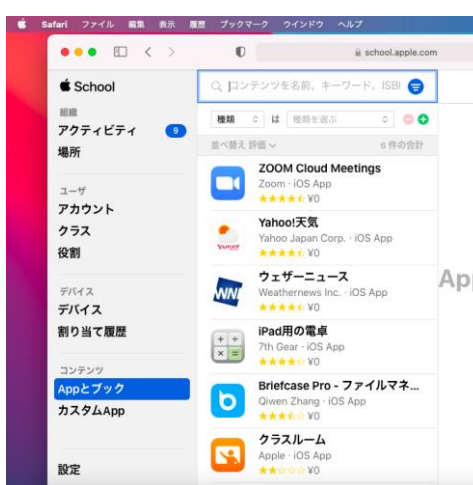 Safari ファイル 編集 表示 履歴 ブックマーク ウインドウ ヘルプ
school.apple.com
School
組織
アクティビティ 9
場所
ユーザ
アカウント
クラス
役割
デバイス
デバイス
割り当て履歴
コンテンツ
Appとブック
カスタムApp
設定
コンテンツを名前、キーワード、ISBI
種類 は 種類を選ぶ
並べ替え 評価 6 件の合計
ZOOM Cloud Meetings
Zoom · iOS App
★★★★☆ ¥0
Yahoo!天気
Yahoo Japan Corp. · iOS App
★★★★☆ ¥0
ウェザーニュース
Weathernews Inc. · iOS App
★★★★☆ ¥0
iPad用の電卓
7th Gear · iOS App
★★★★☆ ¥0
Briefcase Pro - ファイルマネ...
Qiwen Zhang · iOS App
★★★★☆ ¥0
クラスルーム
Apple · iOS App
★★☆☆☆ ¥0
App